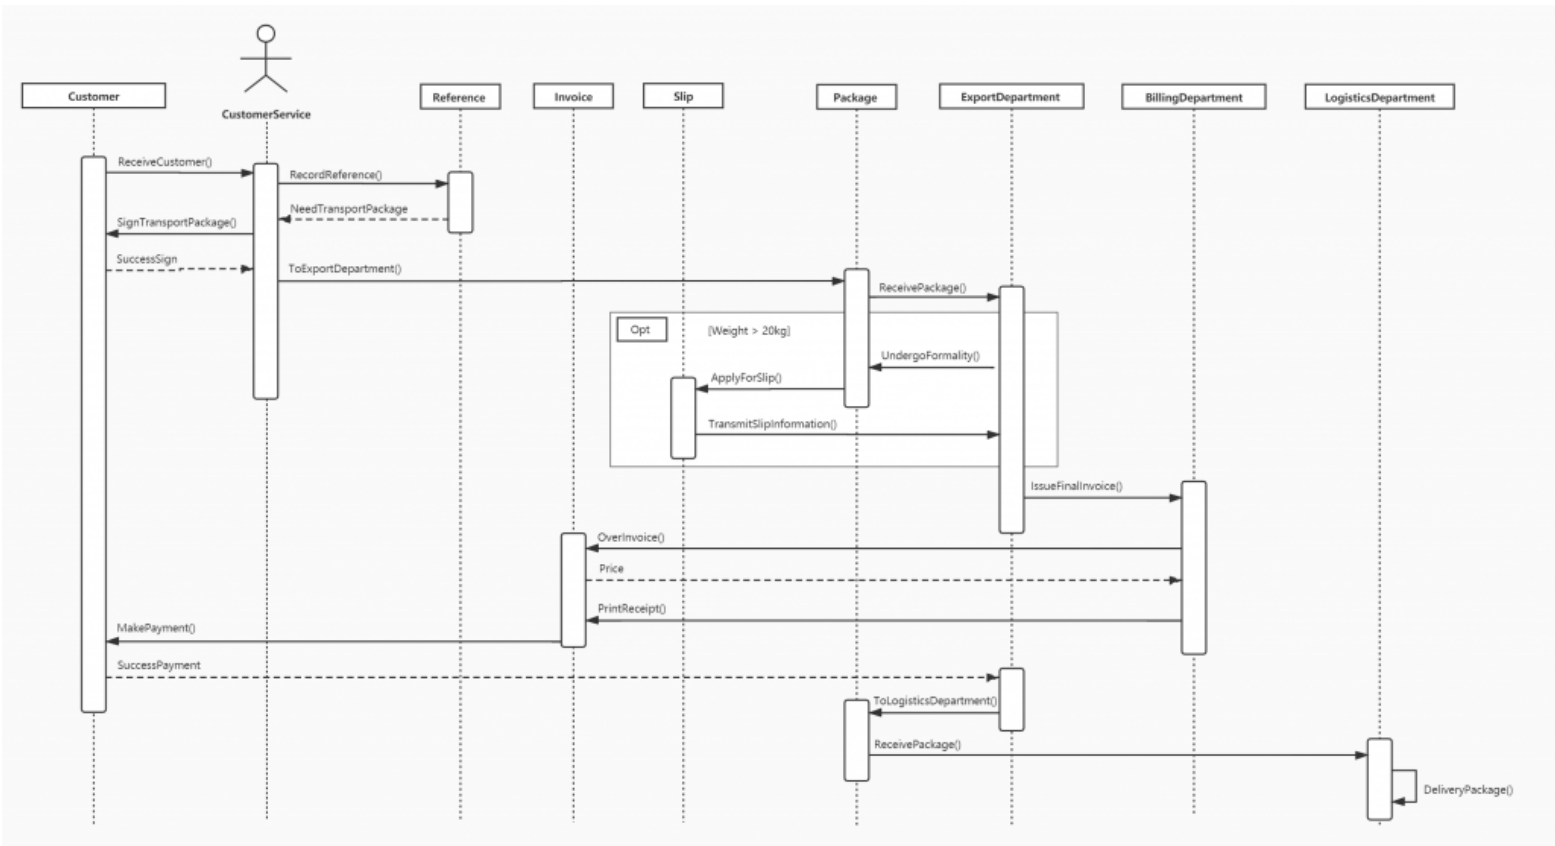 Customer
CustomerService
Reference
Invoice
Slip
Package
ExportDepartment
BillingDepartment
LogisticsDepartment
ReceiveCustomer()
RecordReference()
NeedTransportPackage
SignTransportPackage()
SuccessSign
ToExportDepartment()
ReceivePackage()
Opt
[Weight > 20kg]
UndergoFormality()
ApplyForSlip()
TransmitSlipInformation()
IssueFinalInvoice()
OverInvoice()
Price
PrintReceipt()
MakePayment()
SuccessPayment
ToLogisticsDepartment()
ReceivePackage()
DeliveryPackage()